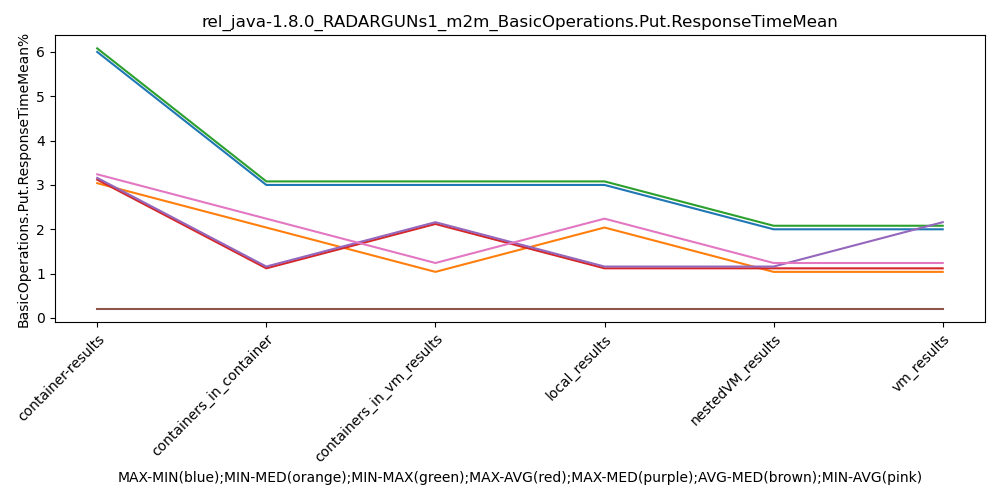 rel_java-1.8.0_RADARGUNs1_m2m_BasicOperations.Put.ResponseTimeMean
BasicOperations.Put.ResponseTimeMean%
6
5
4
3
2
1
0
container-results
containers_in_container
containers_in_vm_results
local_results
nestedVM_results
vm_results
MAX-MIN(blue);MIN-MED(orange);MIN-MAX(green);MAX-AVG(red);MAX-MED(purple);AVG-MED(brown);MIN-AVG(pink)